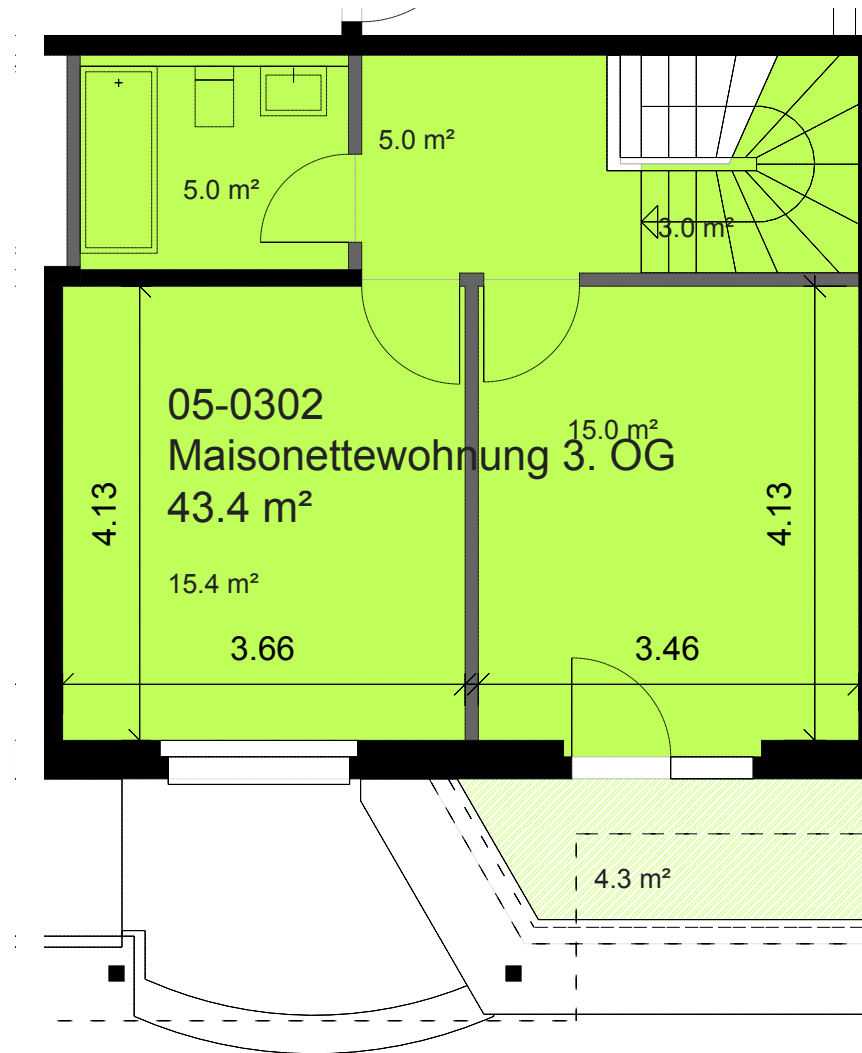 5.0 m²
5.0 m²
3.0 m²
05-0302
Maisonettewohnung 3. OG
43.4 m²
15.0 m²
4.13
4.13
15.4 m²
3.66
3.46
4.3 m²